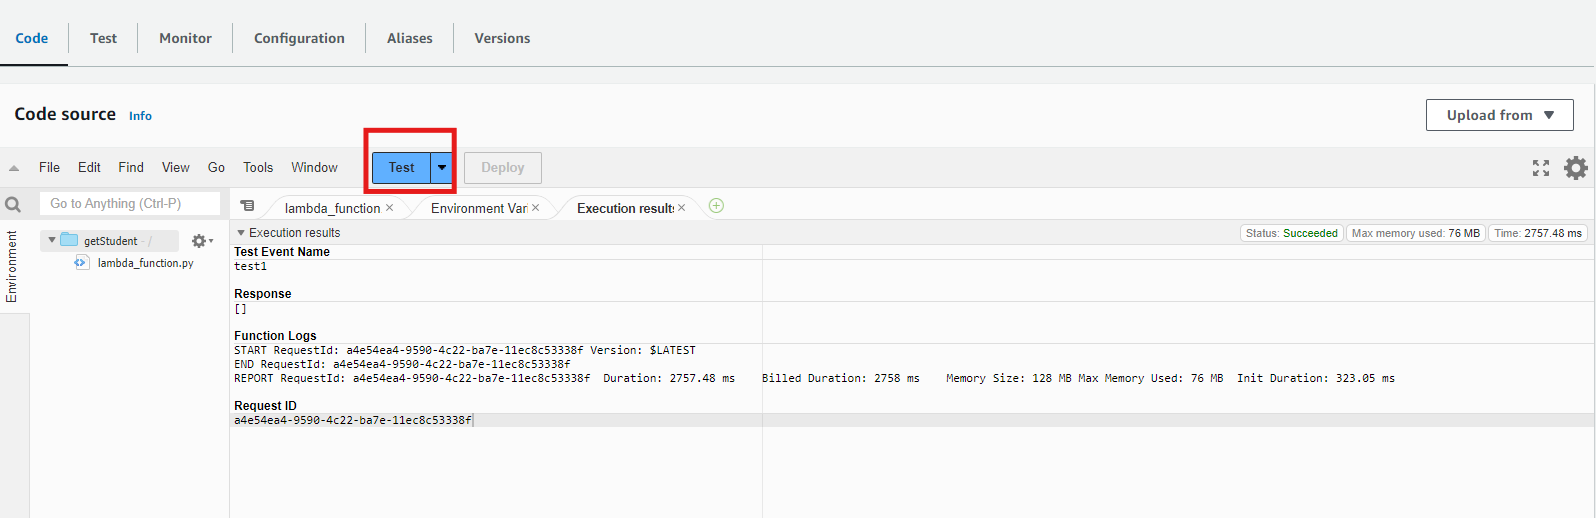 Code Test Monitor Configuration Aliases Versions
Code source Info
Upload from
File Edit Find View Go Tools Window Test Deploy
Go to Anything (Ctrl-P)
lambda_function Environment Vari Execution results
Environment
getStudent - /
lambda_function.py
Execution results
Status: Succeeded Max memory used: 76 MB Time: 2757.48 ms
Test Event Name
test1
Response
[]
Function Logs
START RequestId: a4e54ea4-9590-4c22-ba7e-11ec8c53338f Version: $LATEST
END RequestId: a4e54ea4-9590-4c22-ba7e-11ec8c53338f
REPORT RequestId: a4e54ea4-9590-4c22-ba7e-11ec8c53338f Duration: 2757.48 ms Billed Duration: 2758 ms Memory Size: 128 MB Max Memory Used: 76 MB Init Duration: 323.05 ms
Request ID
a4e54ea4-9590-4c22-ba7e-11ec8c53338f